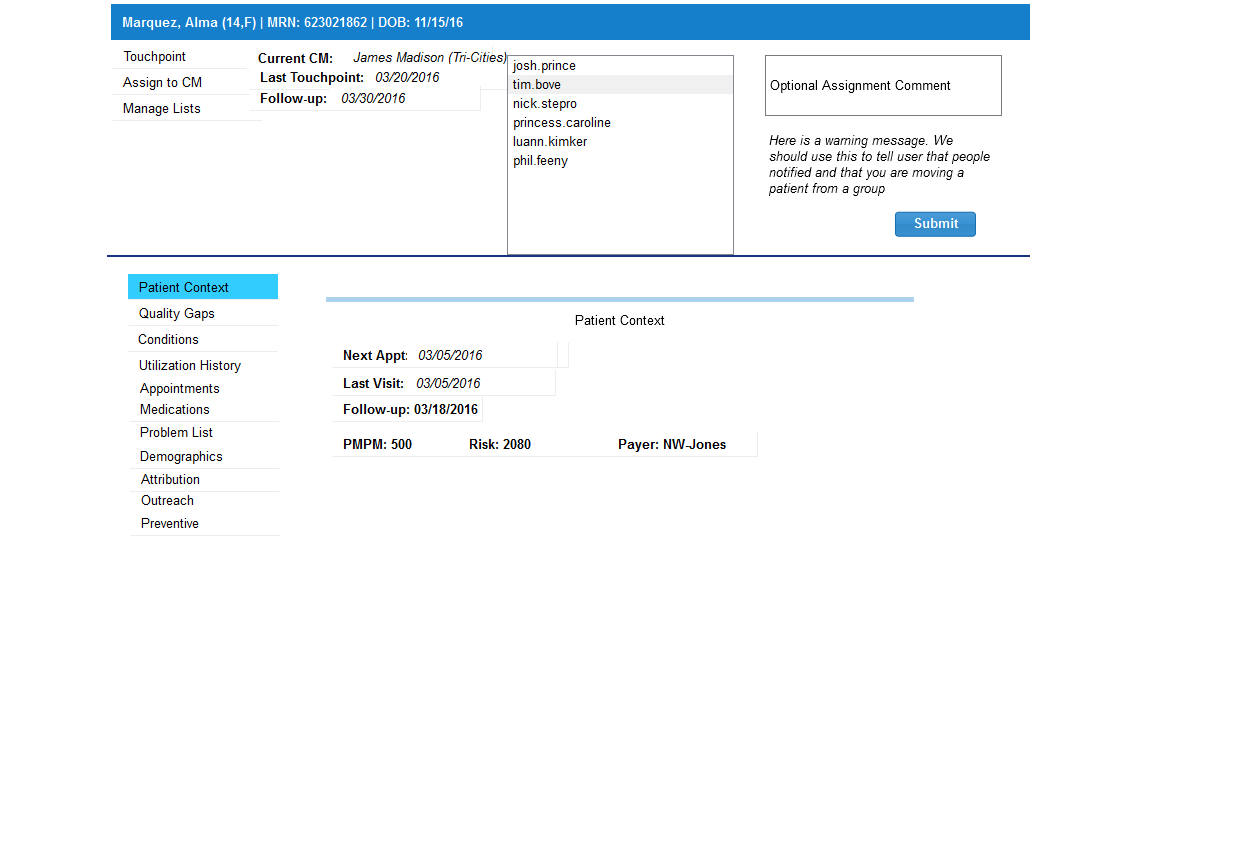 Marquez, Alma (14,F) | MRN: 623021862 | DOB: 11/15/16
Touchpoint
Assign to CM
Manage Lists
Current CM: James Madison (Tri-Cities)
Last Touchpoint: 03/20/2016
Follow-up: 03/30/2016
josh.prince
tim.bove
nick.stepro
princess.caroline
luann.kimker
phil.feeny
Optional Assignment Comment
Here is a warning message. We
should use this to tell user that people
notified and that you are moving a
patient from a group
Submit
Patient Context
Quality Gaps
Conditions
Utilization History
Appointments
Medications
Problem List
Demographics
Attribution
Outreach
Preventive
Patient Context
Next Appt: 03/05/2016
Last Visit: 03/05/2016
Follow-up: 03/18/2016
PMPM: 500 Risk: 2080 Payer: NW-Jones